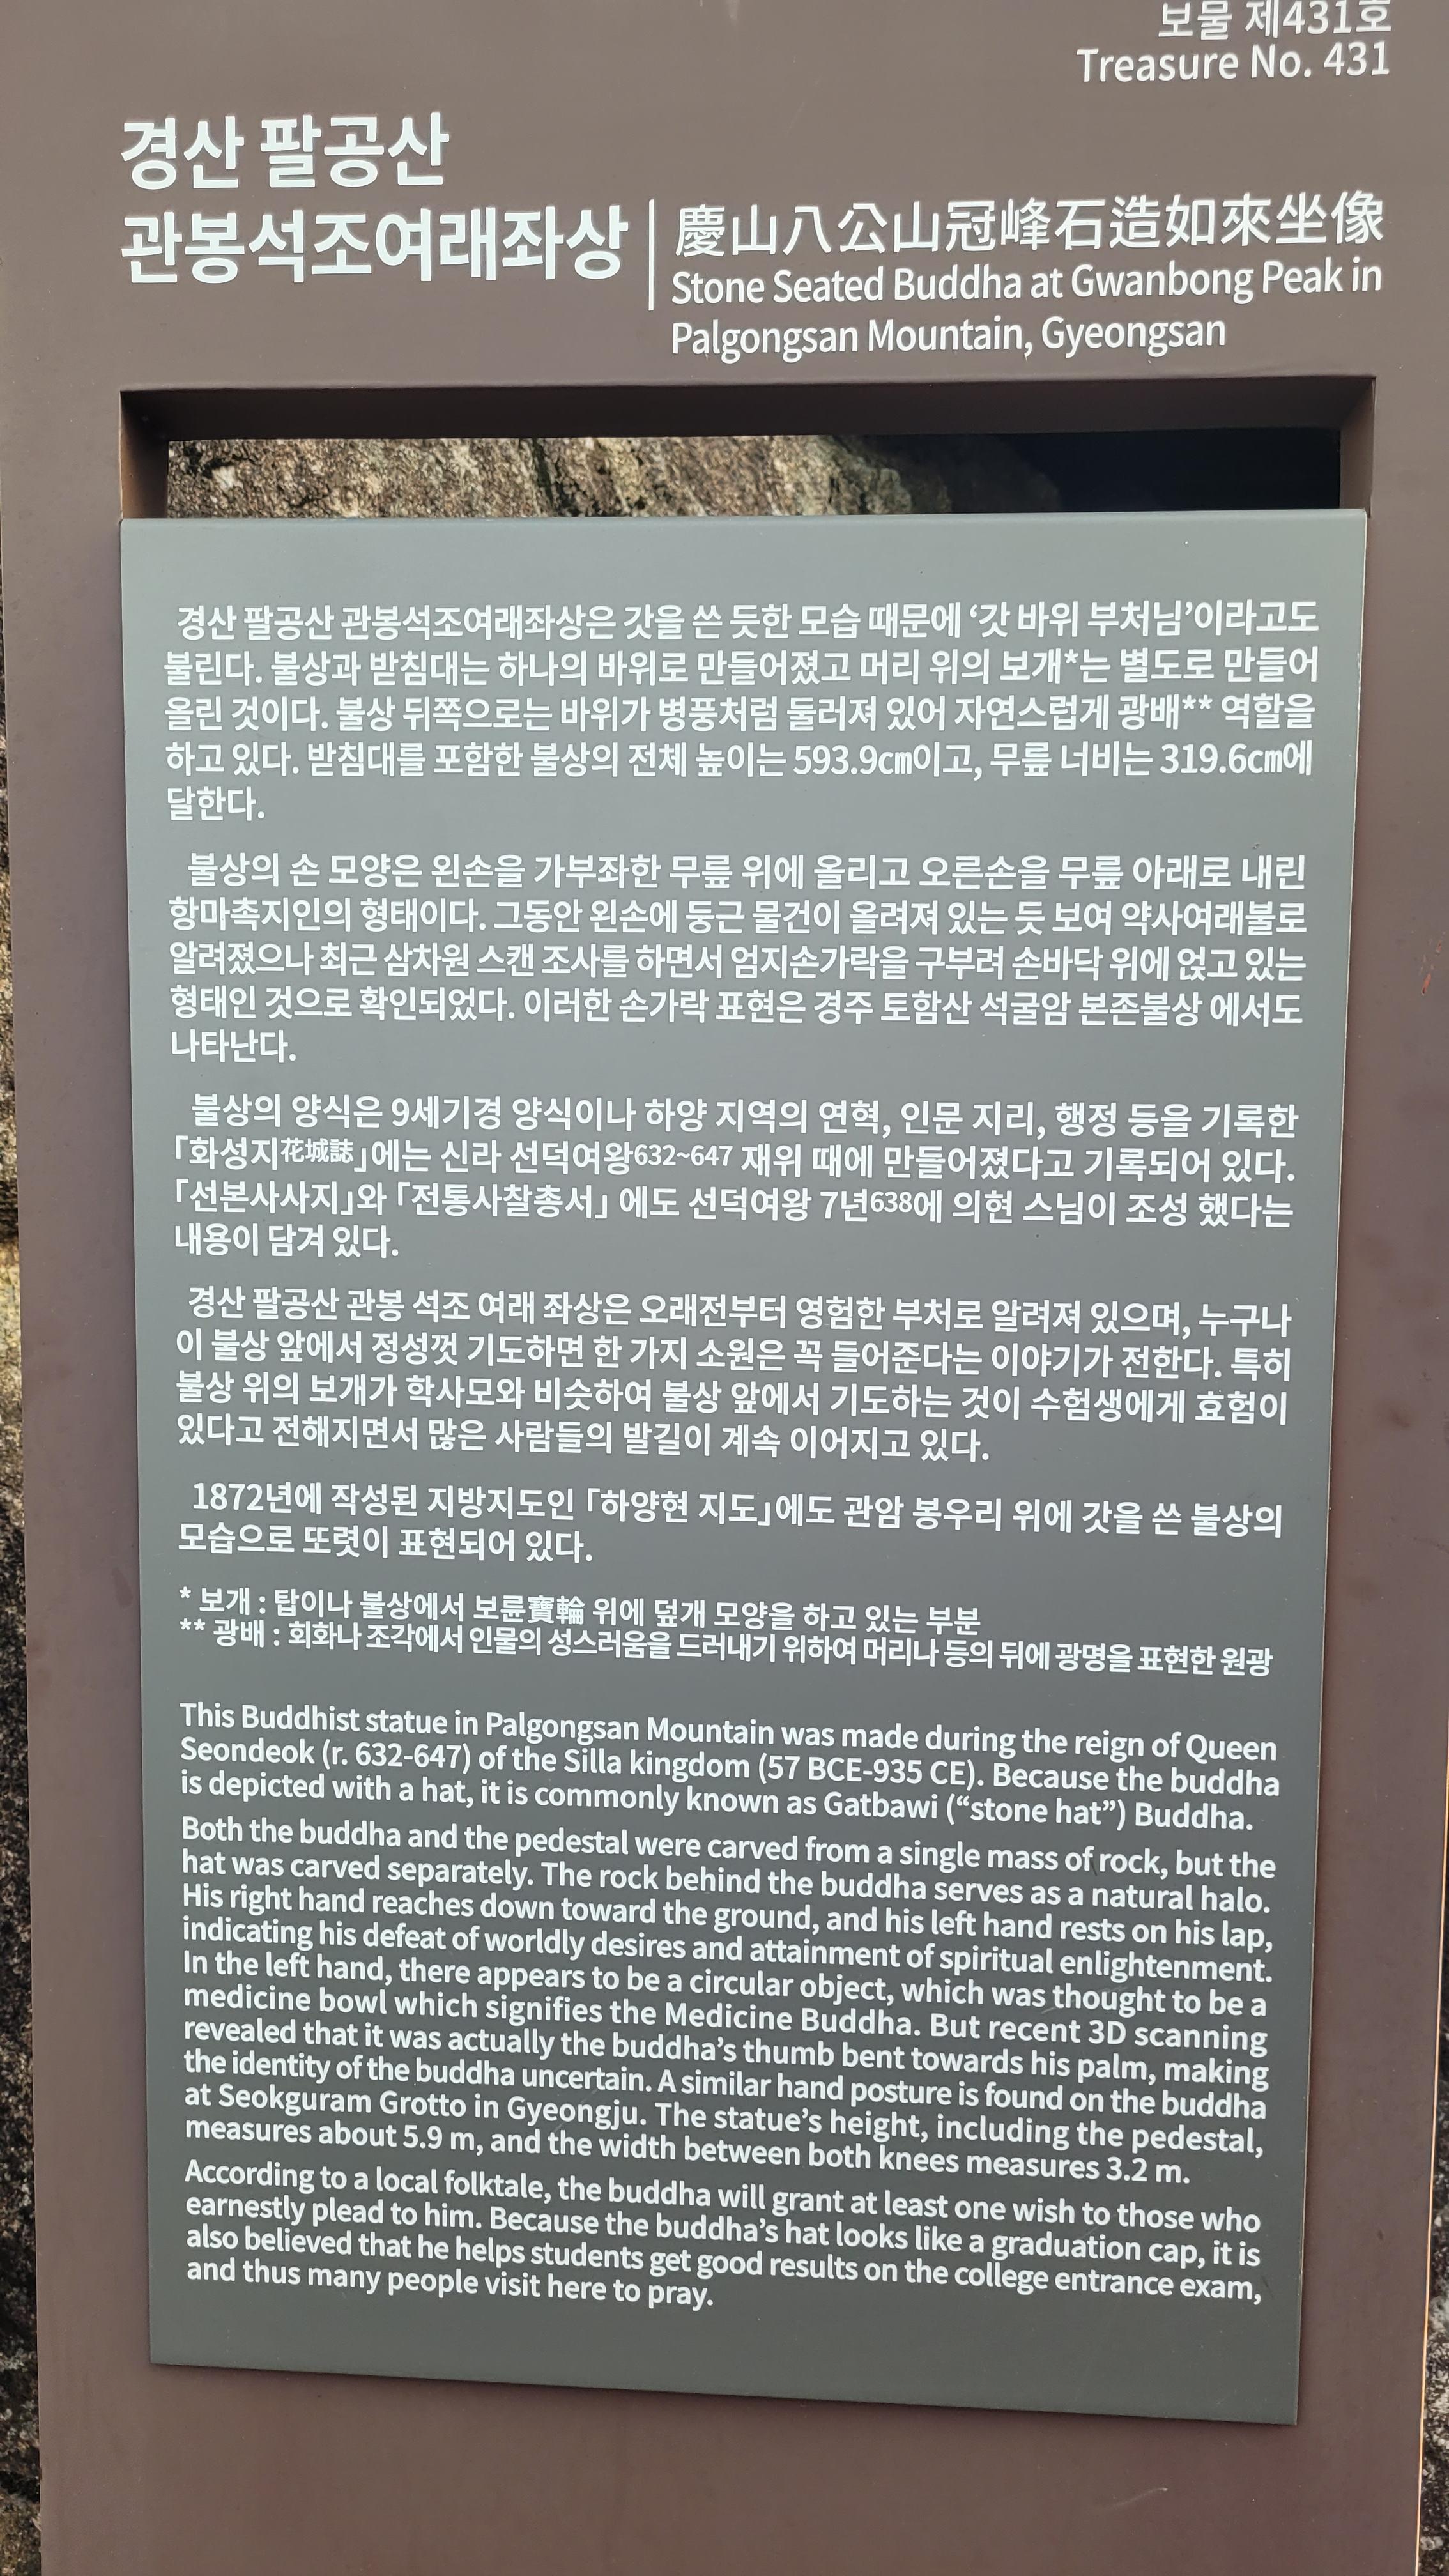 보물 제431호
Treasure No. 431
경산 팔공산
관봉석조여래좌상
慶山八公山冠峰石造如來坐像
Stone Seated Buddha at Gwanbong Peak in
Palgongsan Mountain, Gyeongsan
경산 팔공산 관봉석조여래좌상은 갓을 쓴 듯한 모습 때문에 ‘갓 바위 부처님’이라고도
불린다. 불상과 받침대는 하나의 바위로 만들어졌고 머리 위의 보개*는 별도로 만들어
올린 것이다. 불상 뒤쪽으로는 바위가 병풍처럼 둘러져 있어 자연스럽게 광배** 역할을
하고 있다. 받침대를 포함한 불상의 전체 높이는 593.9㎝이고, 무릎 너비는 319.6㎝에
달한다.
불상의 손 모양은 왼손을 가부좌한 무릎 위에 올리고 오른손을 무릎 아래로 내린
항마촉지인의 형태이다. 그동안 왼손에 둥근 물건이 올려져 있는 듯 보여 약사여래불로
알려졌으나 최근 삼차원 스캔 조사를 하면서 엄지손가락을 구부려 손바닥 위에 얹고 있는
형태인 것으로 확인되었다. 이러한 손가락 표현은 경주 토함산 석굴암 본존불상 에서도
나타난다.
불상의 양식은 9세기경 양식이나 하양 지역의 연혁, 인문 지리, 행정 등을 기록한
「화성지花城誌」에는 신라 선덕여왕632~647 재위 때에 만들어졌다고 기록되어 있다.
「선본사사지」와 「전통사찰총서」 에도 선덕여왕 7년638에 의현 스님이 조성 했다는
내용이 담겨 있다.
경산 팔공산 관봉 석조 여래 좌상은 오래전부터 영험한 부처로 알려져 있으며, 누구나
이 불상 앞에서 정성껏 기도하면 한 가지 소원은 꼭 들어준다는 이야기가 전한다. 특히
불상 위의 보개가 학사모와 비슷하여 불상 앞에서 기도하는 것이 수험생에게 효험이
있다고 전해지면서 많은 사람들의 발길이 계속 이어지고 있다.
1872년에 작성된 지방지도인 「하양현 지도」에도 관암 봉우리 위에 갓을 쓴 불상의
모습으로 또렷이 표현되어 있다.
* 보개 : 탑이나 불상에서 보륜寶輪 위에 덮개 모양을 하고 있는 부분
** 광배 : 회화나 조각에서 인물의 성스러움을 드러내기 위하여 머리나 등의 뒤에 광명을 표현한 원광
This Buddhist statue in Palgongsan Mountain was made during the reign of Queen
Seondeok (r. 632-647) of the Silla kingdom (57 BCE-935 CE). Because the buddha
is depicted with a hat, it is commonly known as Gatbawi (“stone hat”) Buddha.
Both the buddha and the pedestal were carved from a single mass of rock, but the
hat was carved separately. The rock behind the buddha serves as a natural halo.
His right hand reaches down toward the ground, and his left hand rests on his lap,
indicating his defeat of worldly desires and attainment of spiritual enlightenment.
In the left hand, there appears to be a circular object, which was thought to be a
medicine bowl which signifies the Medicine Buddha. But recent 3D scanning
revealed that it was actually the buddha’s thumb bent towards his palm, making
the identity of the buddha uncertain. A similar hand posture is found on the buddha
at Seokguram Grotto in Gyeongju. The statue’s height, including the pedestal,
measures about 5.9 m, and the width between both knees measures 3.2 m.
According to a local folktale, the buddha will grant at least one wish to those who
earnestly plead to him. Because the buddha’s hat looks like a graduation cap, it is
also believed that he helps students get good results on the college entrance exam,
and thus many people visit here to pray.